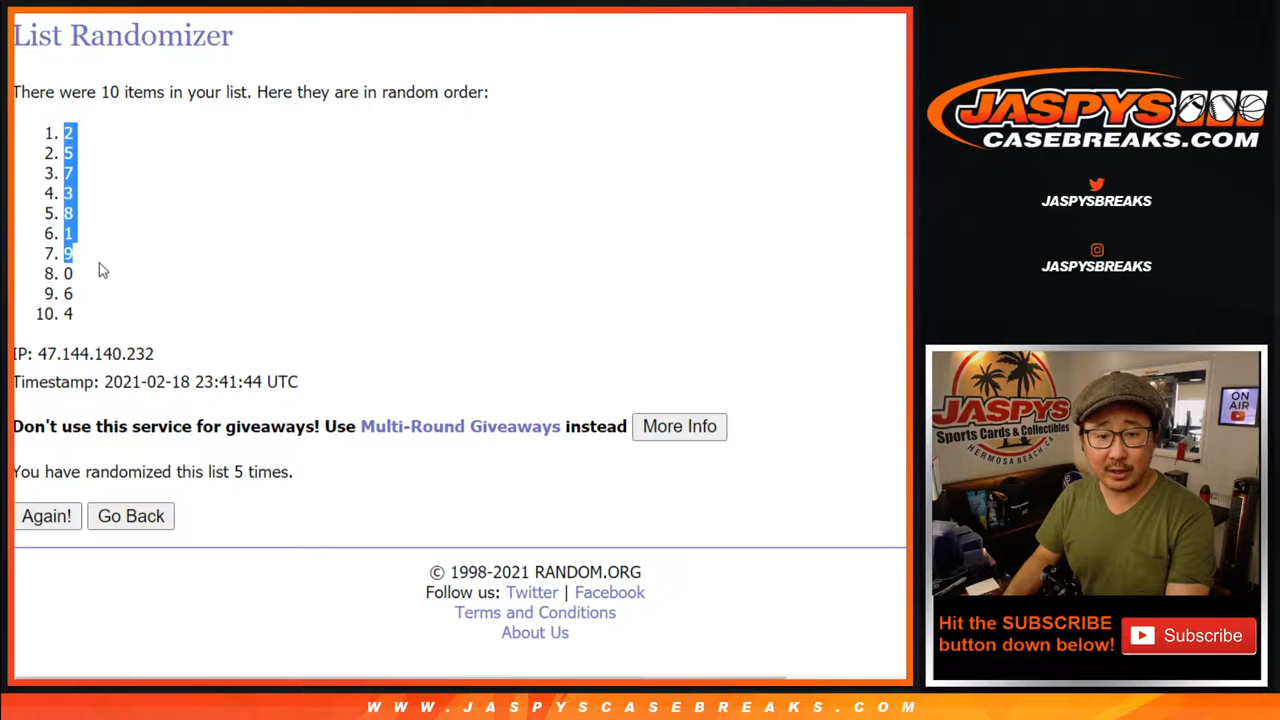 List Randomizer
There were 10 items in your list. Here they are in random order:
1. 2
2. 5
3. 7
4. 3
5. 8
6. 1
7. 9
8. 0
9. 6
10. 4
IP: 47.144.140.232
Timestamp: 2021-02-18 23:41:44 UTC
Don't use this service for giveaways! Use Multi-Round Giveaways instead More Info
You have randomized this list 5 times.
Again! Go Back
© 1998-2021 RANDOM.ORG
Follow us: Twitter | Facebook
Terms and Conditions
About Us
JASPYS
CASEBREAKS.COM
JASPYSBREAKS
JASPYSBREAKS
JASPYS
Sports Cards & Collectibles
HERMOSA BEACH CA
ON
AIR
Hit the SUBSCRIBE
button down below!
Subscribe
WWW.JASPYSCASEBREAKS.COM